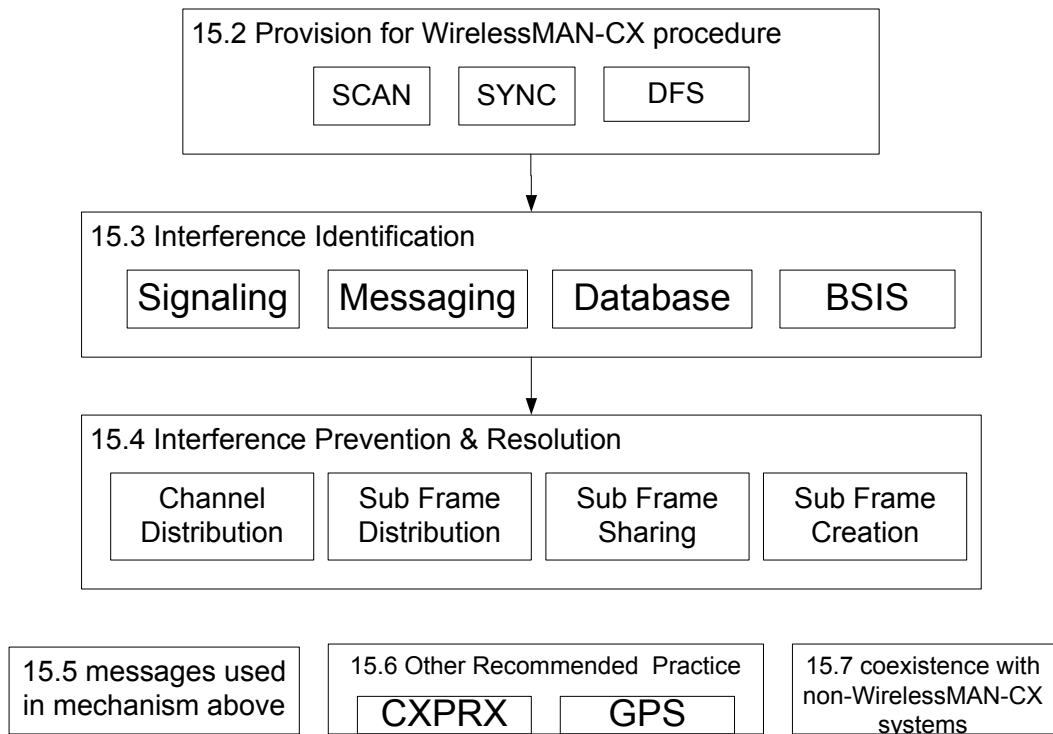 15.2 Provision for WirelessMAN-CX procedure
SCAN
SYNC
DFS
15.3 Interference Identification
Signaling
Messaging
Database
BSIS
15.4 Interference Prevention & Resolution
Channel
Distribution
Sub Frame
Distribution
Sub Frame
Sharing
Sub Frame
Creation
15.5 messages used
in mechanism above
15.6 Other Recommended Practice
CXPRX
GPS
15.7 coexistence with
non-WirelessMAN-CX
systems